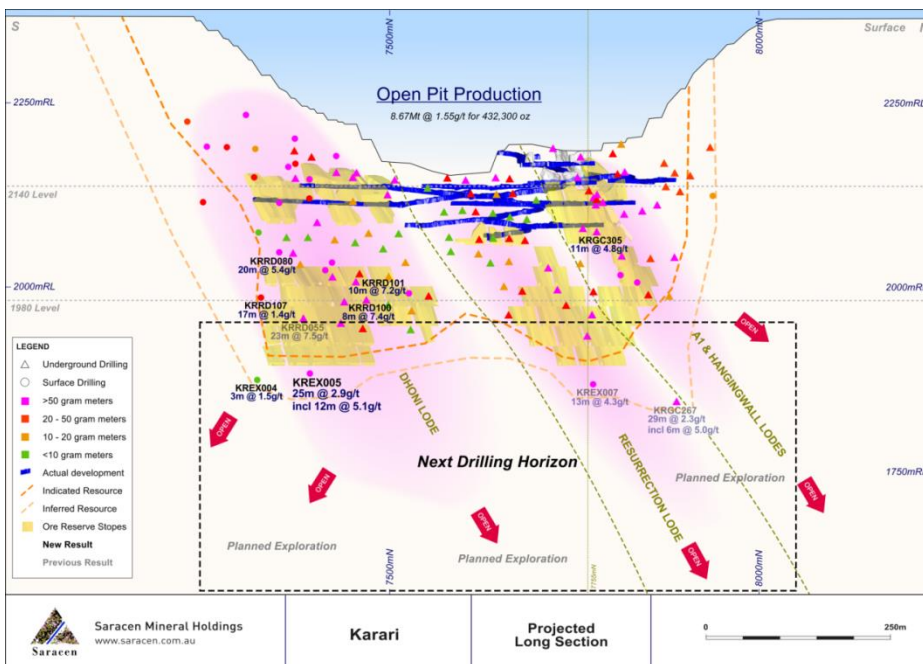 S
7500mN
8000mN
Surface
2250mRL
2250mRL
Open Pit Production
8.67Mt @ 1.55g/t for 432,300 oz
2140 Level
KRGC305
11m @ 4.8g/t
KRRD080
20m @ 5.4g/t
KRRD101
10m @ 7.2g/t
2000mRL
2000mRL
1980 Level
KRRD107
17m @ 1.4g/t
KRRD100
8m @ 7.4g/t
KRRD055
23m @ 7.5g/t
OPEN
LEGEND
Underground Drilling
Surface Drilling
>50 gram meters
20 - 50 gram meters
10 - 20 gram meters
<10 gram meters
Actual development
Indicated Resource
Inferred Resource
Ore Reserve Stopes
New Result
Previous Result
KREX004
3m @ 1.5g/t
KREX005
25m @ 2.9g/t
incl 12m @ 5.1g/t
DHONI LODE
KREX007
13m @ 4.3g/t
KRGC267
29m @ 2.3g/t
incl 6m @ 5.0g/t
A1 & HANGINGWALL LODES
RESURRECTION LODE
OPEN
Next Drilling Horizon
Planned Exploration
1750mRL
OPEN
OPEN
OPEN
OPEN
Planned Exploration
Planned Exploration
7500mN
7750mN
8000mN
Saracen
Saracen Mineral Holdings
www.saracen.com.au
Karari
Projected
Long Section
0
250m